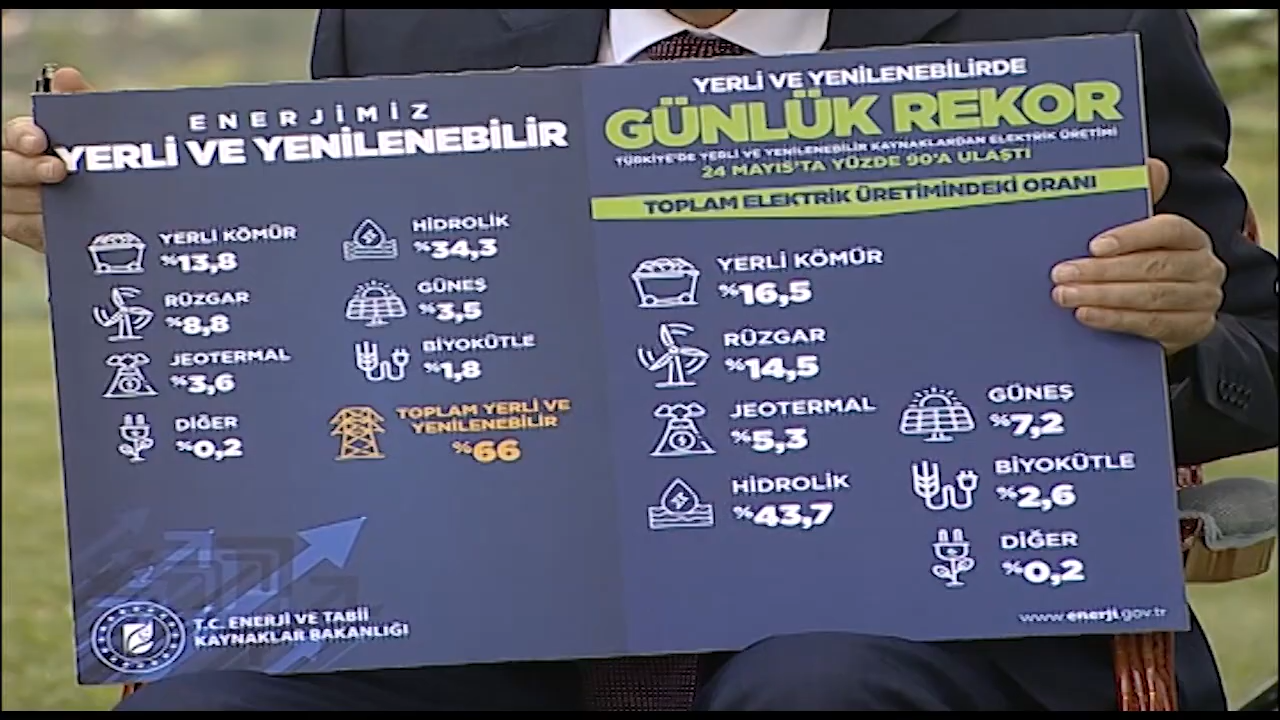 ENERJİMİZ
YERLİ VE YENİLENEBİLİR
YERLİ KÖMÜR
%13,8
HİDROLİK
%34,3
RÜZGAR
%8,8
GÜNEŞ
%3,5
JEOTERMAL
%3,6
BİYOKÜTLE
%1,8
DİĞER
%0,2
TOPLAM YERLİ VE
YENİLENEBİLİR
%66
T.C. ENERJİ VE TABİİ
KAYNAKLAR BAKANLIĞI
YERLİ VE YENİLENEBİLİRDE
GÜNLÜK REKOR
TÜRKİYE'DE YERLİ VE YENİLENEBİLİR KAYNAKLARDAN ELEKTRİK ÜRETİMİ
24 MAYIS'TA YÜZDE 90'A ULAŞTI
TOPLAM ELEKTRİK ÜRETİMİNDEKİ ORANI
YERLİ KÖMÜR
%16,5
RÜZGAR
%14,5
JEOTERMAL
%5,3
HİDROLİK
%43,7
GÜNEŞ
%7,2
BİYOKÜTLE
%2,6
DİĞER
%0,2
www.enerji.gov.tr